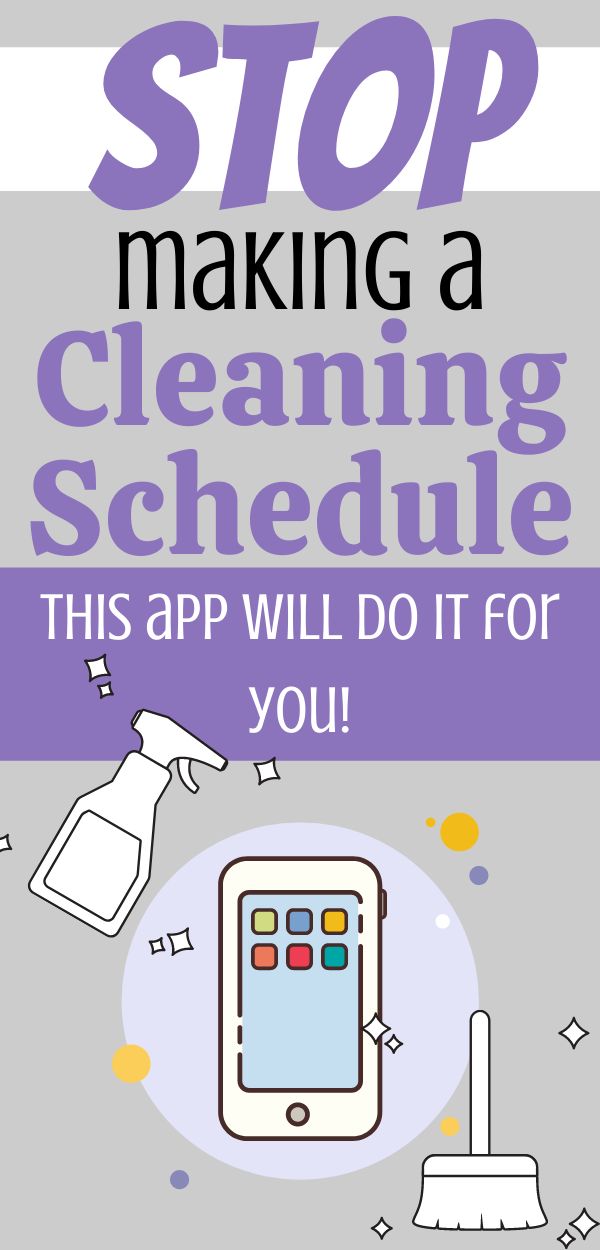 STOP
making a
Cleaning
Schedule
THIS aPP WILL DO IT For
you!